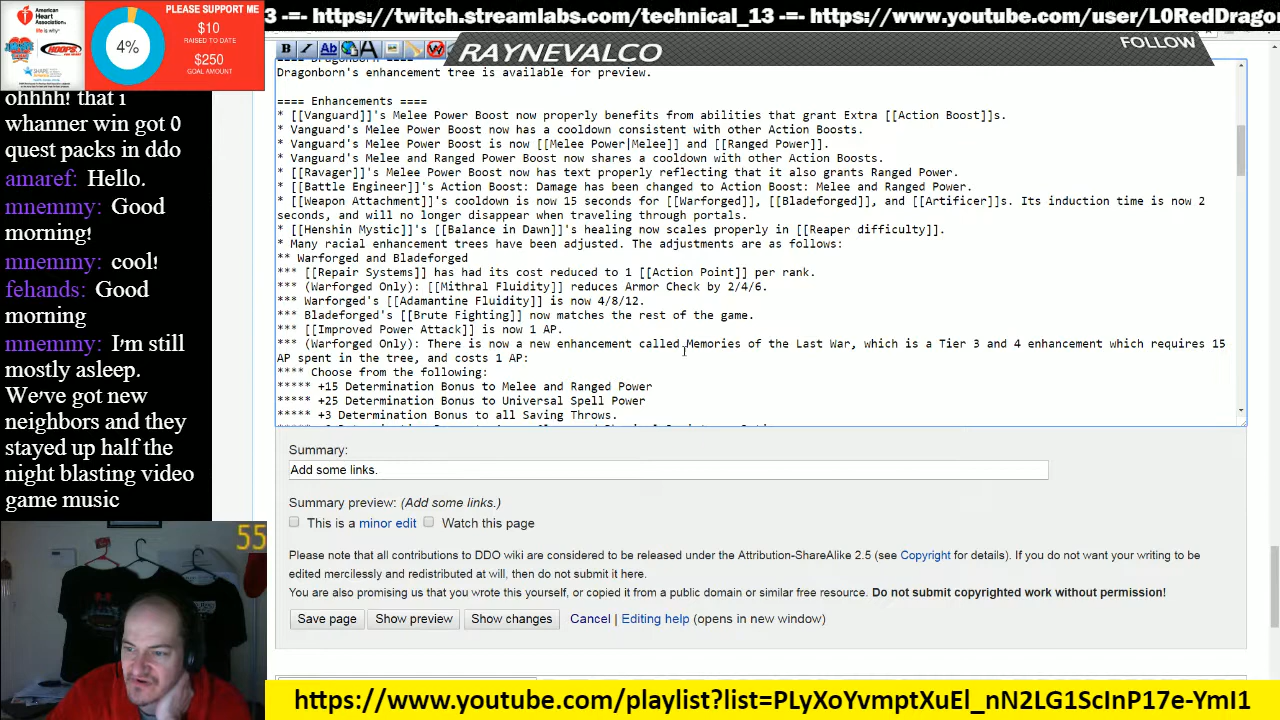 3 -=- https://twitch.streamlabs.com/technical_13 -=- https://www.youtube.com/user/L0RedDrago
American Heart Association
life is why
HOOPS
SHAPE
4%
PLEASE SUPPORT ME
$10
RAISED TO DATE
$250
GOAL AMOUNT
RAYNEVALCO
FOLLOW
ohhhh! that i
whanner win got 0
quest packs in ddo
amaref: Hello.
mnemmy: Good
morning!
mnemmy: cool!
fehands: Good
morning
mnemmy: I'm still
mostly asleep.
We've got new
neighbors and they
stayed up half the
night blasting video
game music
55
B I Ab A W
Dragonborn's enhancement tree is available for preview.
==== Enhancements ====
* [[Vanguard]]'s Melee Power Boost now properly benefits from abilities that grant Extra [[Action Boost]]s.
* Vanguard's Melee Power Boost now has a cooldown consistent with other Action Boosts.
* Vanguard's Melee Power Boost is now [[Melee Power|Melee]] and [[Ranged Power]].
* Vanguard's Melee and Ranged Power Boost now shares a cooldown with other Action Boosts.
* [[Ravager]]'s Melee Power Boost now has text properly reflecting that it also grants Ranged Power.
* [[Battle Engineer]]'s Action Boost: Damage has been changed to Action Boost: Melee and Ranged Power.
* [[Weapon Attachment]]'s cooldown is now 15 seconds for [[Warforged]], [[Bladeforged]], and [[Artificer]]s. Its induction time is now 2
seconds, and will no longer disappear when traveling through portals.
* [[Henshin Mystic]]'s [[Balance in Dawn]]'s healing now scales properly in [[Reaper difficulty]].
* Many racial enhancement trees have been adjusted. The adjustments are as follows:
** Warforged and Bladeforged
*** [[Repair Systems]] has had its cost reduced to 1 [[Action Point]] per rank.
*** (Warforged Only): [[Mithral Fluidity]] reduces Armor Check by 2/4/6.
*** Warforged's [[Adamantine Fluidity]] is now 4/8/12.
*** Bladeforged's [[Brute Fighting]] now matches the rest of the game.
*** [[Improved Power Attack]] is now 1 AP.
*** (Warforged Only): There is now a new enhancement called Memories of the Last War, which is a Tier 3 and 4 enhancement which requires 15
AP spent in the tree, and costs 1 AP:
**** Choose from the following:
***** +15 Determination Bonus to Melee and Ranged Power
***** +25 Determination Bonus to Universal Spell Power
***** +3 Determination Bonus to all Saving Throws.
Summary:
Add some links.
Summary preview: (Add some links.)
This is a minor edit Watch this page
Please note that all contributions to DDO wiki are considered to be released under the Attribution-ShareAlike 2.5 (see Copyright for details). If you do not want your writing to be
edited mercilessly and redistributed at will, then do not submit it here.
You are also promising us that you wrote this yourself, or copied it from a public domain or similar free resource. Do not submit copyrighted work without permission!
Save page Show preview Show changes Cancel | Editing help (opens in new window)
https://www.youtube.com/playlist?list=PLyXoYvmptXuEl_nN2LG1ScInP17e-YmI1